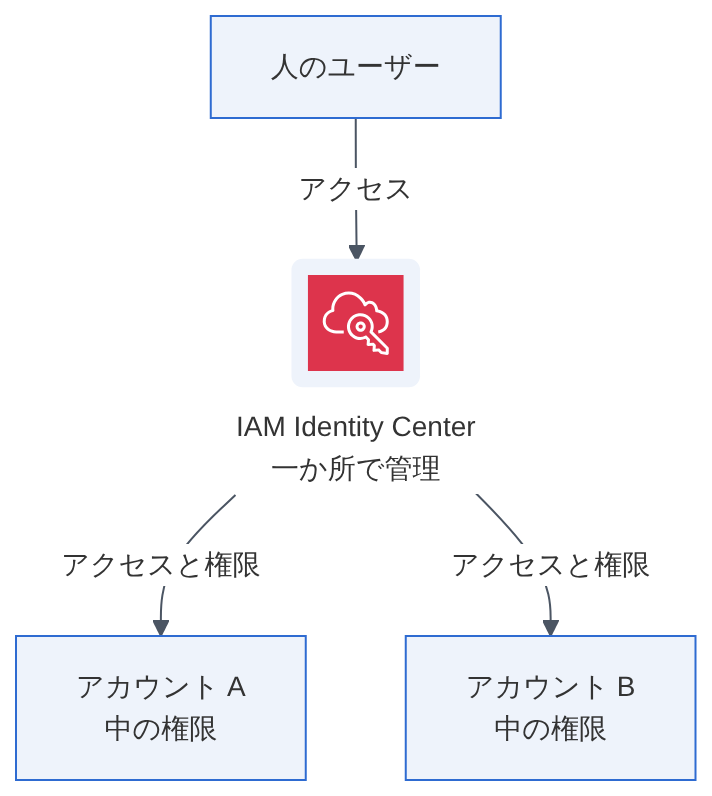 人のユーザー
アクセス
IAM Identity Center
一か所で管理
アクセスと権限
アクセスと権限
アカウント A
中の権限
アカウント B
中の権限